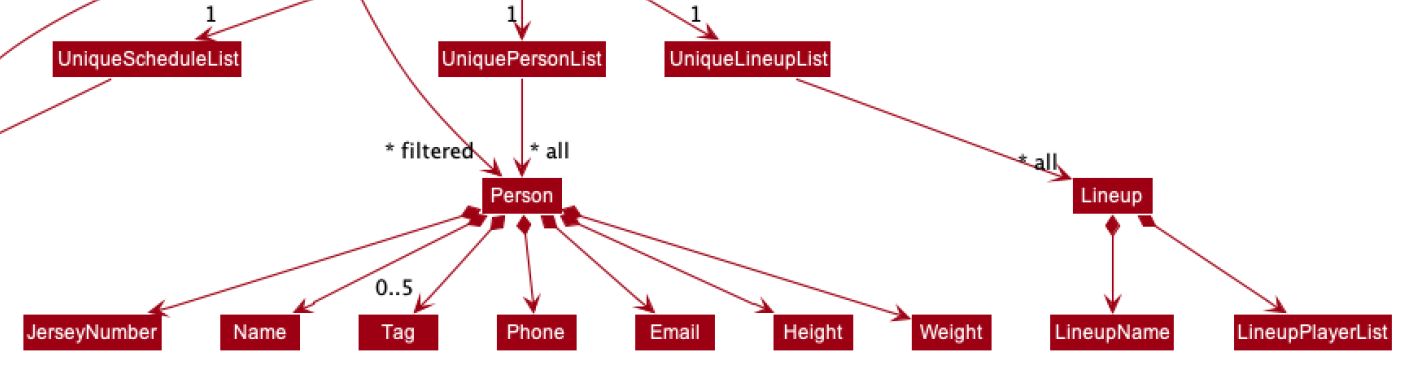 1
1
1
UniqueScheduleList
UniquePersonList
UniqueLineupList
* filtered
* all
* all
Person
Lineup
0..5
JerseyNumber
Name
Tag
Phone
Email
Height
Weight
LineupName
LineupPlayerList